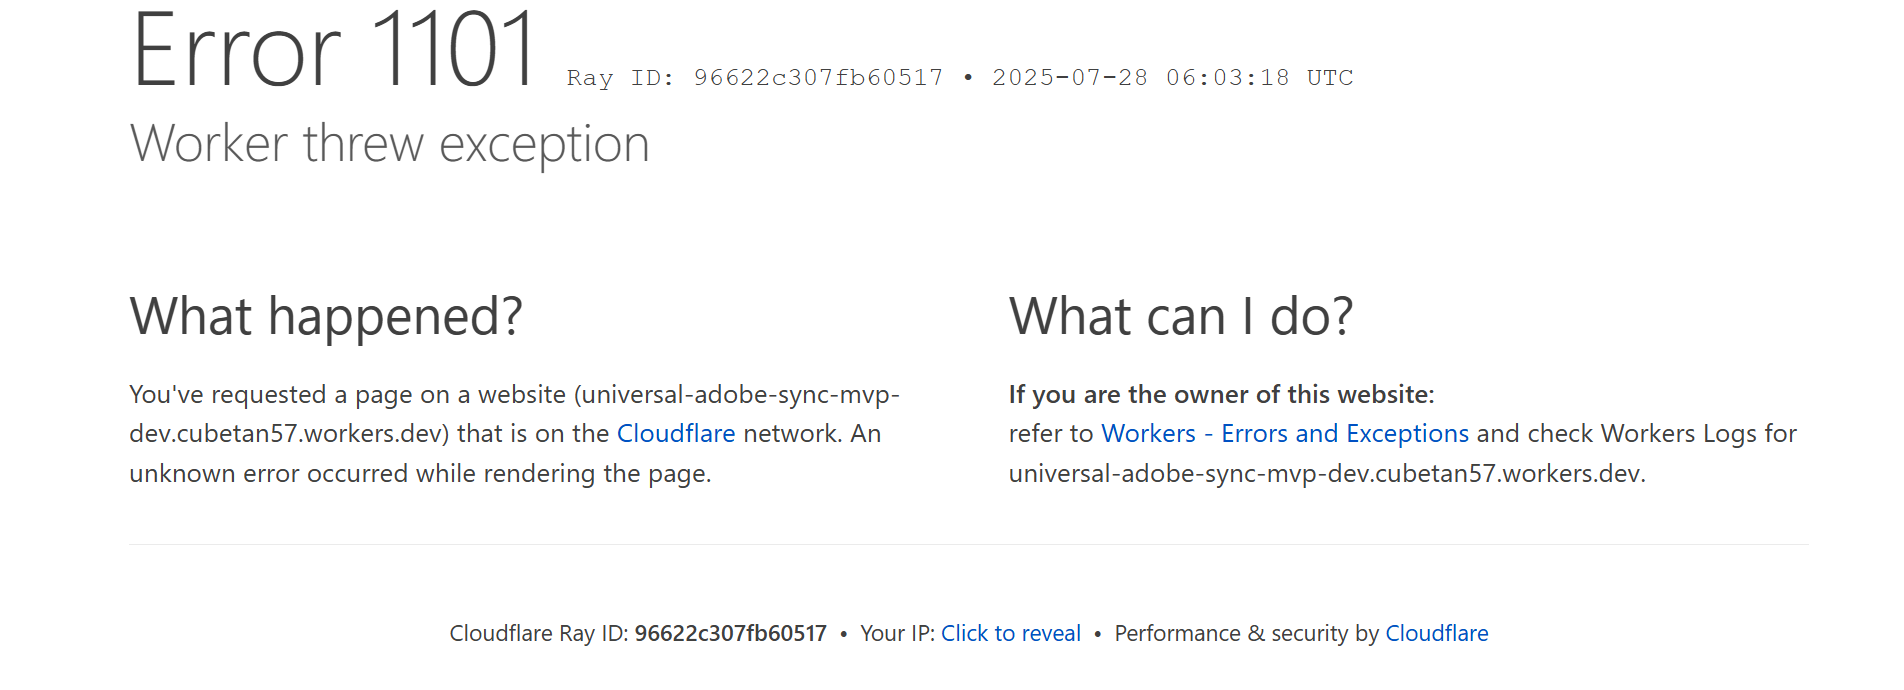 Error 1101 Ray ID: 96622c307fb60517 • 2025-07-28 06:03:18 UTC
Worker threw exception
What happened?
You've requested a page on a website (universal-adobe-sync-mvp-
dev.cubetan57.workers.dev) that is on the Cloudflare network. An
unknown error occurred while rendering the page.
What can I do?
If you are the owner of this website:
refer to Workers - Errors and Exceptions and check Workers Logs for
universal-adobe-sync-mvp-dev.cubetan57.workers.dev.
Cloudflare Ray ID: 96622c307fb60517 • Your IP: Click to reveal • Performance & security by Cloudflare